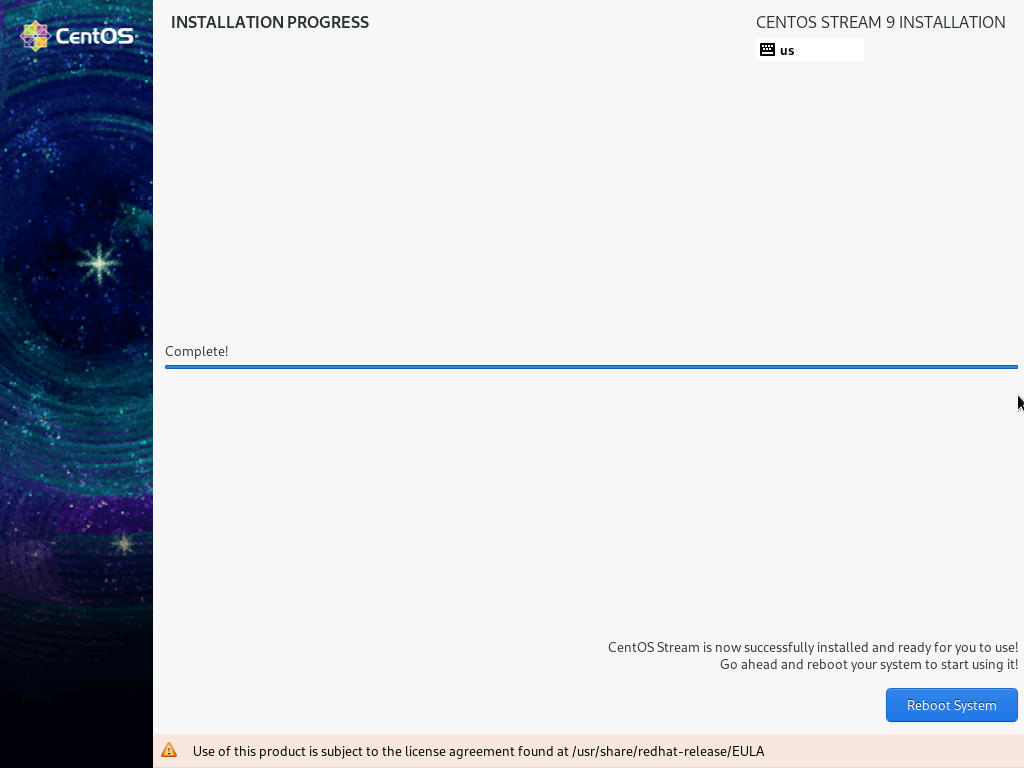 CentOS
INSTALLATION PROGRESS
CENTOS STREAM 9 INSTALLATION
us
Complete!
CentOS Stream is now successfully installed and ready for you to use!
Go ahead and reboot your system to start using it!
Reboot System
Use of this product is subject to the license agreement found at /usr/share/redhat-release/EULA